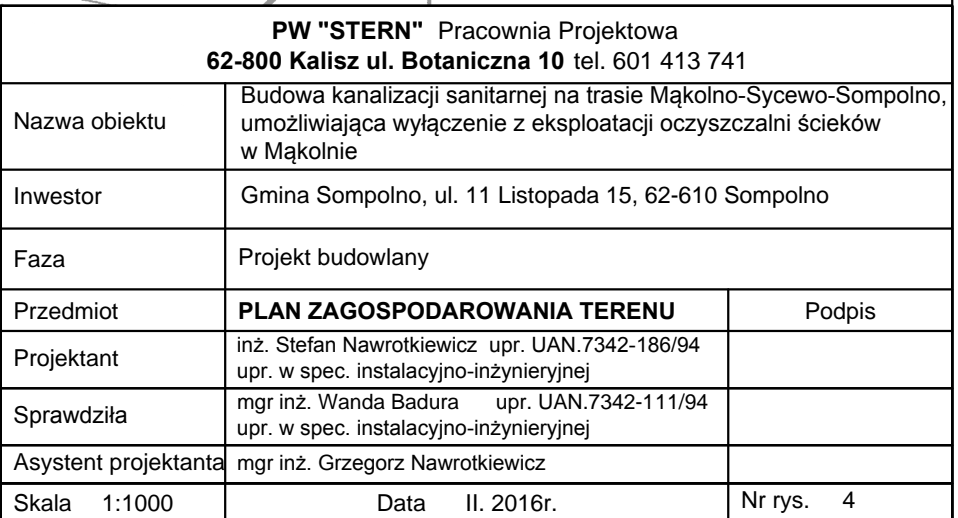 PW "STERN" Pracownia Projektowa
62-800 Kalisz ul. Botaniczna 10 tel. 601 413 741
Nazwa obiektu
Budowa kanalizacji sanitarnej na trasie Mąkolno-Sycewo-Sompolno,
umożliwiająca wyłączenie z eksploatacji oczyszczalni ścieków
w Mąkolnie
Inwestor
Gmina Sompolno, ul. 11 Listopada 15, 62-610 Sompolno
Faza
Projekt budowlany
Przedmiot
PLAN ZAGOSPODAROWANIA TERENU
Podpis
Projektant
inż. Stefan Nawrotkiewicz upr. UAN.7342-186/94
upr. w spec. instalacyjno-inżynieryjnej
Sprawdziła
mgr inż. Wanda Badura upr. UAN.7342-111/94
upr. w spec. instalacyjno-inżynieryjnej
Asystent projektanta
mgr inż. Grzegorz Nawrotkiewicz
Skala 1:1000
Data II. 2016r.
Nr rys. 4